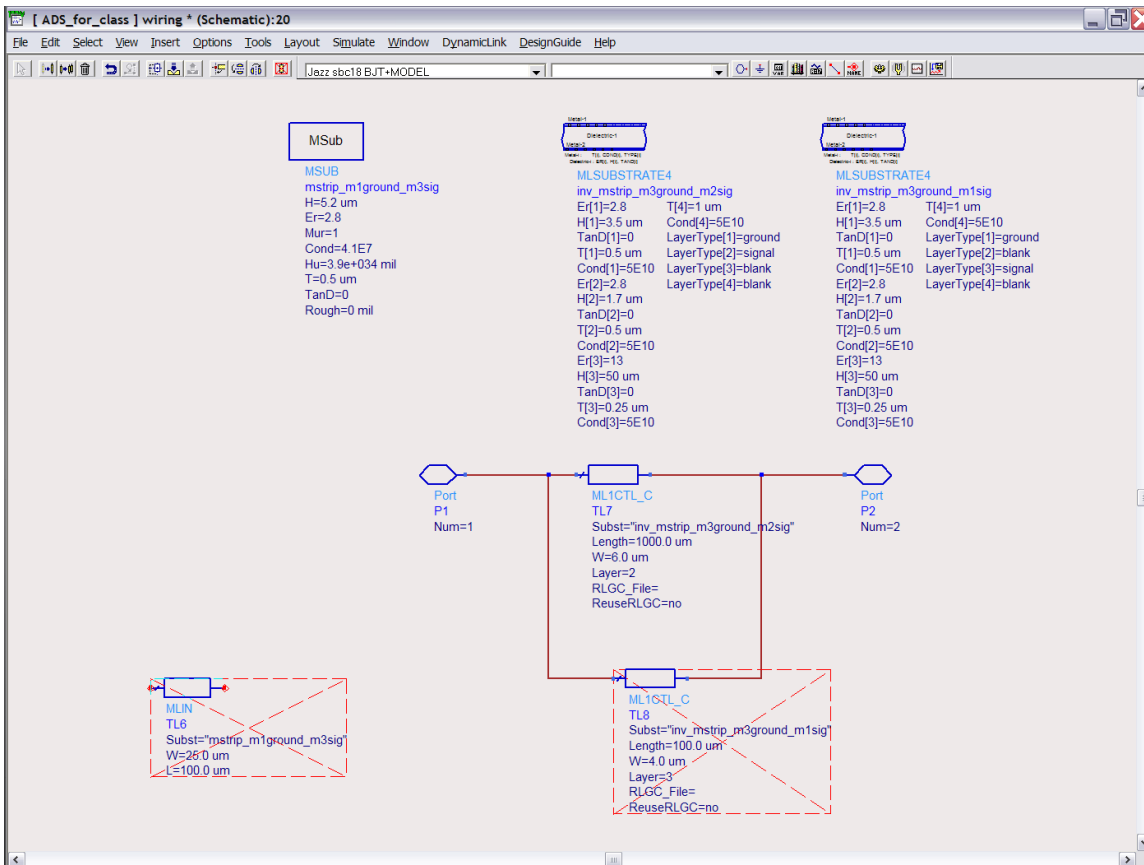 [ ADS_for_class ] wiring * (Schematic):20
File Edit Select View Insert Options Tools Layout Simulate Window DynamicLink DesignGuide Help
Jazz sbc18 BJT+MODEL
MSub
MSUB
mstrip_m1ground_m3sig
H=5.2 um
Er=2.8
Mur=1
Cond=4.1E7
Hu=3.9e+034 mil
T=0.5 um
TanD=0
Rough=0 mil
Metal-1
Dielectric-1
Metal-2
MLSUBSTRATE4
inv_mstrip_m3ground_m2sig
Er[1]=2.8 T[4]=1 um
H[1]=3.5 um Cond[4]=5E10
TanD[1]=0 LayerType[1]=ground
T[1]=0.5 um LayerType[2]=signal
Cond[1]=5E10 LayerType[3]=blank
Er[2]=2.8 LayerType[4]=blank
H[2]=1.7 um
TanD[2]=0
T[2]=0.5 um
Cond[2]=5E10
Er[3]=13
H[3]=50 um
TanD[3]=0
T[3]=0.25 um
Cond[3]=5E10
Metal-1
Dielectric-1
Metal-2
MLSUBSTRATE4
inv_mstrip_m3ground_m1sig
Er[1]=2.8 T[4]=1 um
H[1]=3.5 um Cond[4]=5E10
TanD[1]=0 LayerType[1]=ground
T[1]=0.5 um LayerType[2]=blank
Cond[1]=5E10 LayerType[3]=signal
Er[2]=2.8 LayerType[4]=blank
H[2]=1.7 um
TanD[2]=0
T[2]=0.5 um
Cond[2]=5E10
Er[3]=13
H[3]=50 um
TanD[3]=0
T[3]=0.25 um
Cond[3]=5E10
Port
P1
Num=1
ML1CTL_C
TL7
Subst="inv_mstrip_m3ground_m2sig"
Length=1000.0 um
W=6.0 um
Layer=2
RLGC_File=
ReuseRLGC=no
Port
P2
Num=2
MLIN
TL6
Subst="mstrip_m1ground_m3sig"
W=25.0 um
L=100.0 um
ML1CTL_C
TL8
Subst="inv_mstrip_m3ground_m1sig"
Length=100.0 um
W=4.0 um
Layer=3
RLGC_File=
ReuseRLGC=no